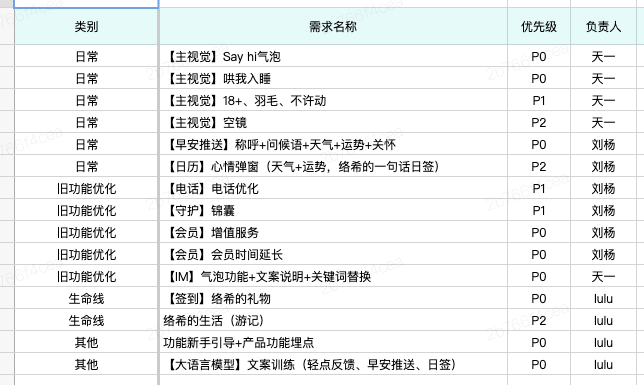 类别 需求名称 优先级 负责人
日常 【主视觉】Say hi气泡 P0 天一
日常 【主视觉】哄我入睡 P0 天一
日常 【主视觉】18+、羽毛、不许动 P1 天一
日常 【主视觉】空镜 P2 天一
日常 【早安推送】称呼+问候语+天气+运势+关怀 P0 刘杨
日常 【日历】心情弹窗（天气+运势，络希的一句话日签） P2 刘杨
旧功能优化 【电话】电话优化 P1 刘杨
旧功能优化 【守护】锦囊 P1 刘杨
旧功能优化 【会员】增值服务 P0 刘杨
旧功能优化 【会员】会员时间延长 P0 刘杨
旧功能优化 【IM】气泡功能+文案说明+关键词替换 P0 天一
生命线 【签到】络希的礼物 P0 lulu
生命线 络希的生活（游记） P2 lulu
其他 功能新手引导+产品功能埋点 P0 lulu
其他 【大语言模型】文案训练（轻点反馈、早安推送、日签） P0 lulu